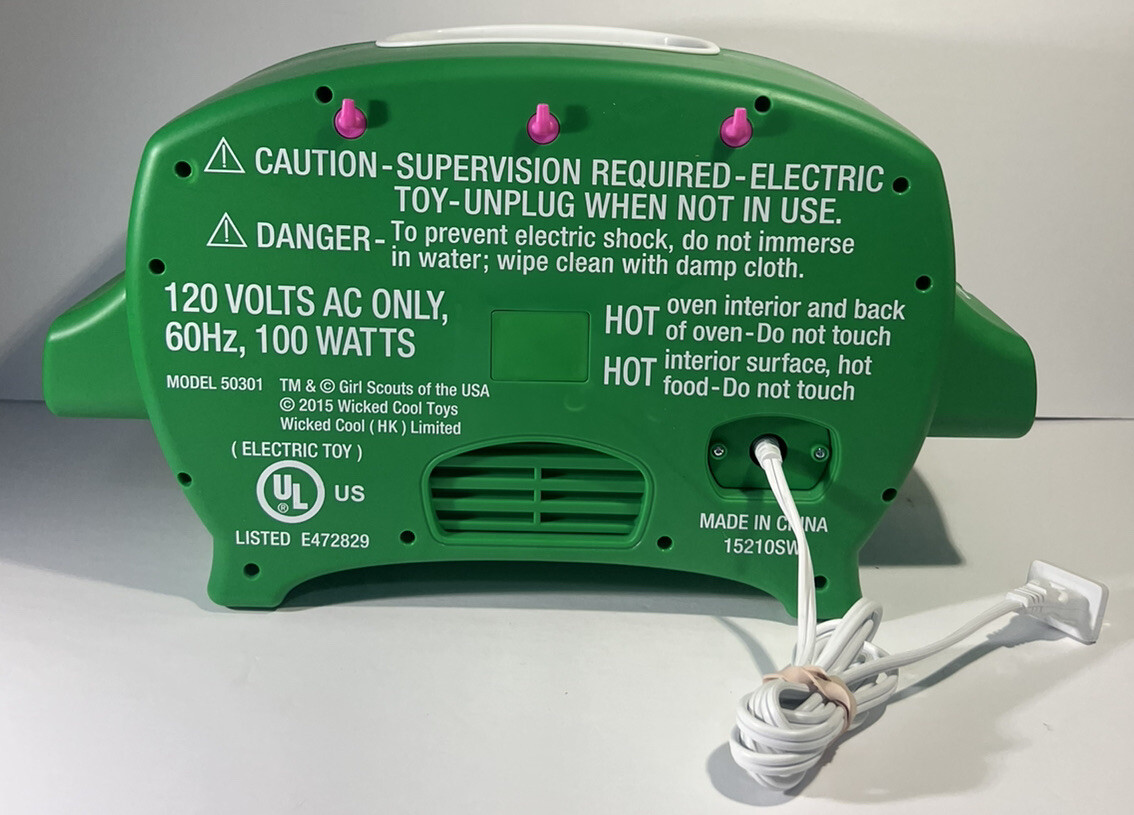 CAUTION-SUPERVISION REQUIRED-ELECTRIC
TOY-UNPLUG WHEN NOT IN USE.
DANGER-To prevent electric shock, do not immerse
in water; wipe clean with damp cloth.
120 VOLTS AC ONLY,
60Hz, 100 WATTS
HOT oven interior and back
of oven-Do not touch
HOT interior surface, hot
food-Do not touch
MODEL 50301 TM & © Girl Scouts of the USA
© 2015 Wicked Cool Toys
Wicked Cool ( HK ) Limited
( ELECTRIC TOY )
UL ® US
LISTED E472829
MADE IN CHINA
15210SW